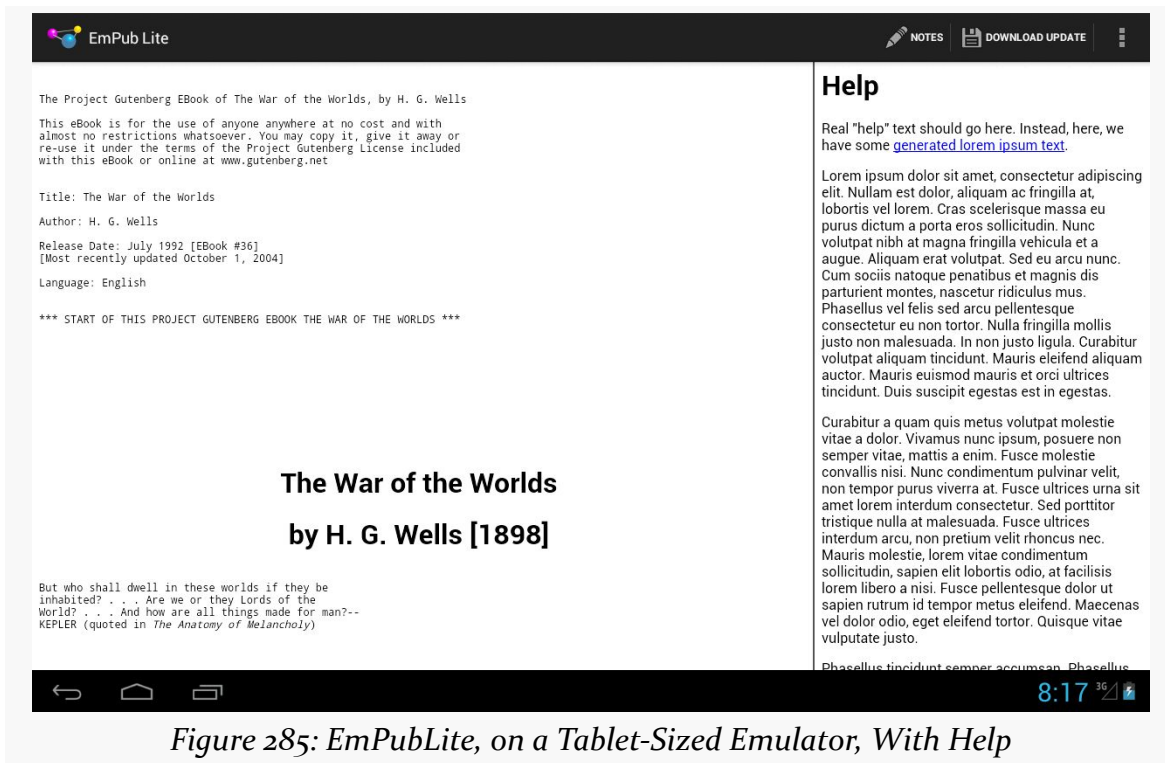 EmPub Lite
NOTES
DOWNLOAD UPDATE
The Project Gutenberg EBook of The War of the Worlds, by H. G. Wells
This eBook is for the use of anyone anywhere at no cost and with
almost no restrictions whatsoever. You may copy it, give it away or
re-use it under the terms of the Project Gutenberg License included
with this eBook or online at www.gutenberg.net
Title: The War of the Worlds
Author: H. G. Wells
Release Date: July 1992 [EBook #36]
[Most recently updated October 1, 2004]
Language: English
*** START OF THIS PROJECT GUTENBERG EBOOK THE WAR OF THE WORLDS ***
The War of the Worlds
by H. G. Wells [1898]
But who shall dwell in these worlds if they be
inhabited? . . . Are we or they Lords of the
World? . . . And how are all things made for man?--
KEPLER (quoted in The Anatomy of Melancholy)
Help
Real "help" text should go here. Instead, here, we
have some generated lorem ipsum text.
Lorem ipsum dolor sit amet, consectetur adipiscing
elit. Nullam est dolor, aliquam ac fringilla at,
lobortis vel lorem. Cras scelerisque massa eu
purus dictum a porta eros sollicitudin. Nunc
volutpat nibh at magna fringilla vehicula et a
augue. Aliquam erat volutpat. Sed eu arcu nunc.
Cum sociis natoque penatibus et magnis dis
parturient montes, nascetur ridiculus mus.
Phasellus vel felis sed arcu pellentesque
consectetur eu non tortor. Nulla fringilla mollis
justo non malesuada. In non justo ligula. Curabitur
volutpat aliquam tincidunt. Mauris eleifend aliquam
auctor. Mauris euismod mauris et orci ultrices
tincidunt. Duis suscipit egestas est in egestas.
Curabitur a quam quis metus volutpat molestie
vitae a dolor. Vivamus nunc ipsum, posuere non
semper vitae, mattis a enim. Fusce molestie
convallis nisi. Nunc condimentum pulvinar velit,
non tempor purus viverra at. Fusce ultrices urna sit
amet lorem interdum consectetur. Sed porttitor
tristique nulla at malesuada. Fusce ultrices
interdum arcu, non pretium velit rhoncus nec.
Mauris molestie, lorem vitae condimentum
sollicitudin, sapien elit lobortis odio, at facilisis
lorem libero a nisi. Fusce pellentesque dolor ut
sapien rutrum id tempor metus eleifend. Maecenas
vel dolor odio, eget eleifend tortor. Quisque vitae
vulputate justo.
Phasellus tincidunt semper accumsan. Phasellus
8:17 3G
Figure 285: EmPubLite, on a Tablet-Sized Emulator, With Help